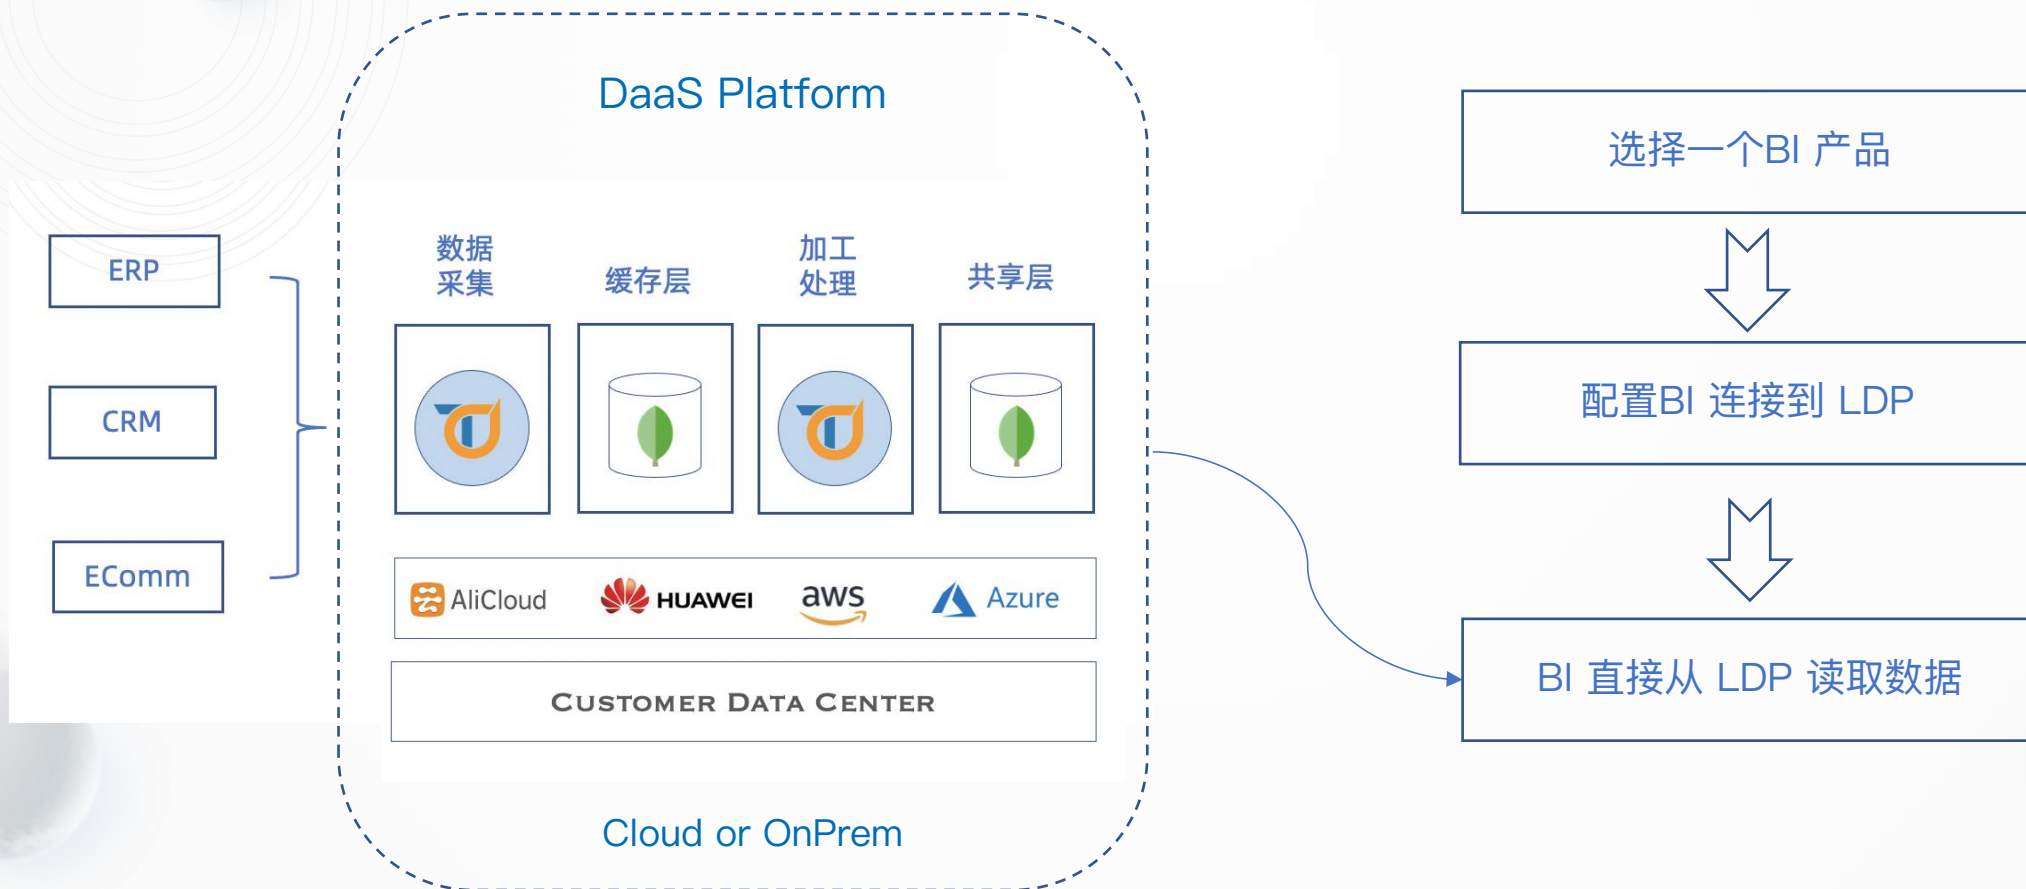 DaaS Platform
ERP
CRM
EComm
数据
采集
缓存层
加工
处理
共享层
AliCloud
HUAWEI
aws
Azure
CUSTOMER DATA CENTER
Cloud or OnPrem
选择一个BI 产品
配置BI 连接到 LDP
BI 直接从 LDP 读取数据